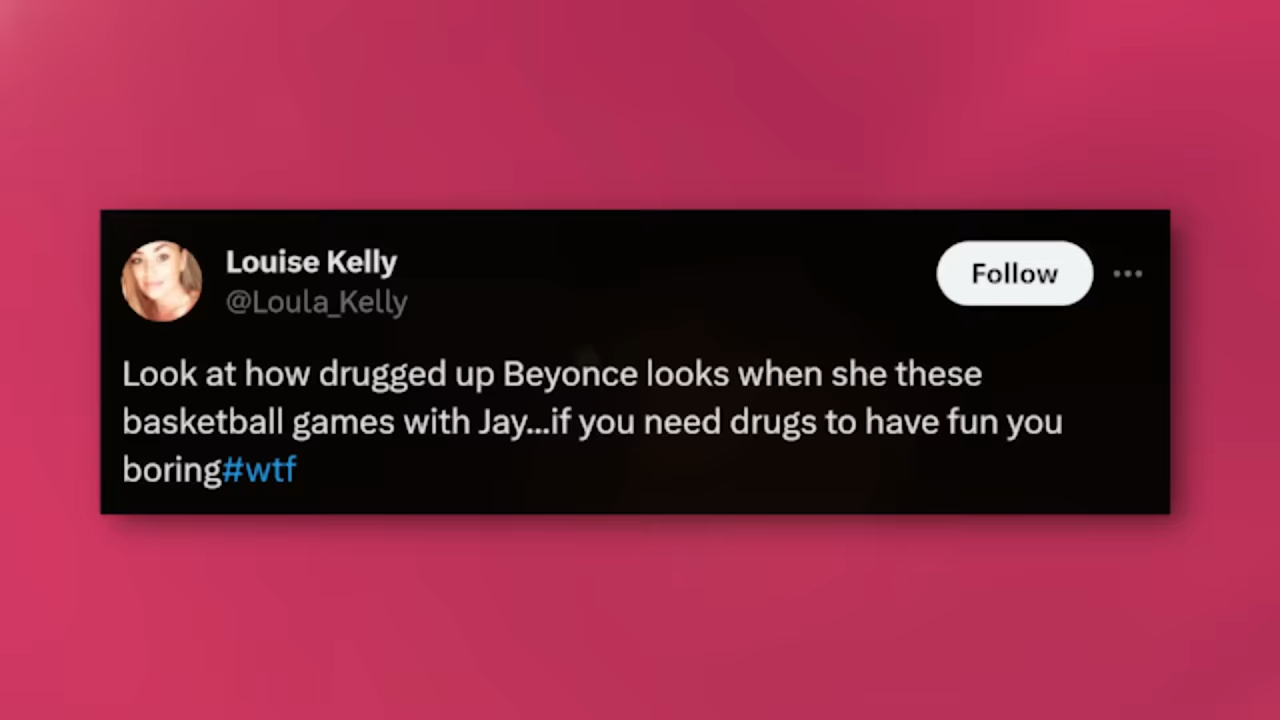 Louise Kelly
@Loula_Kelly
Follow
Look at how drugged up Beyonce looks when she these
basketball games with Jay...if you need drugs to have fun you
boring#wtf